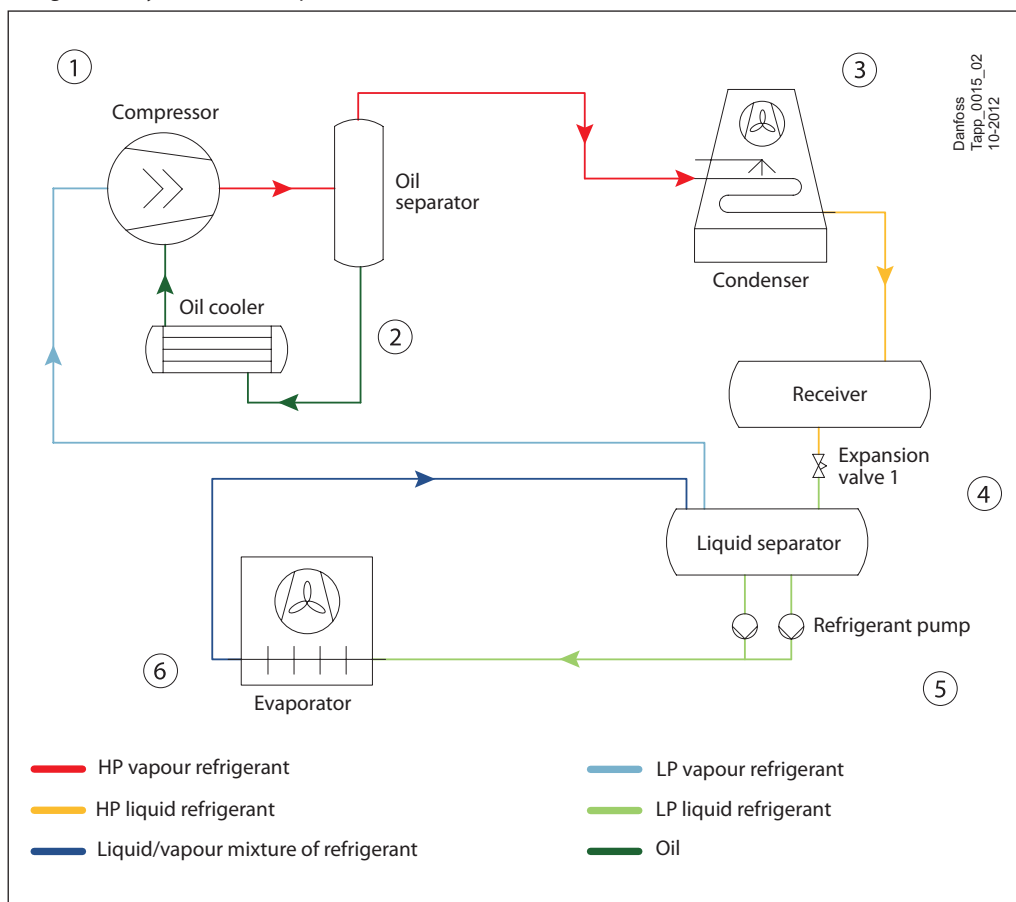 1
Compressor
Oil
separator
Oil cooler
2
3
Condenser
Danfoss
Tapp_0015_02
10-2012
Receiver
Expansion
valve 1
4
Liquid separator
Refrigerant pump
5
6
Evaporator
HP vapour refrigerant
HP liquid refrigerant
Liquid/vapour mixture of refrigerant
LP vapour refrigerant
LP liquid refrigerant
Oil